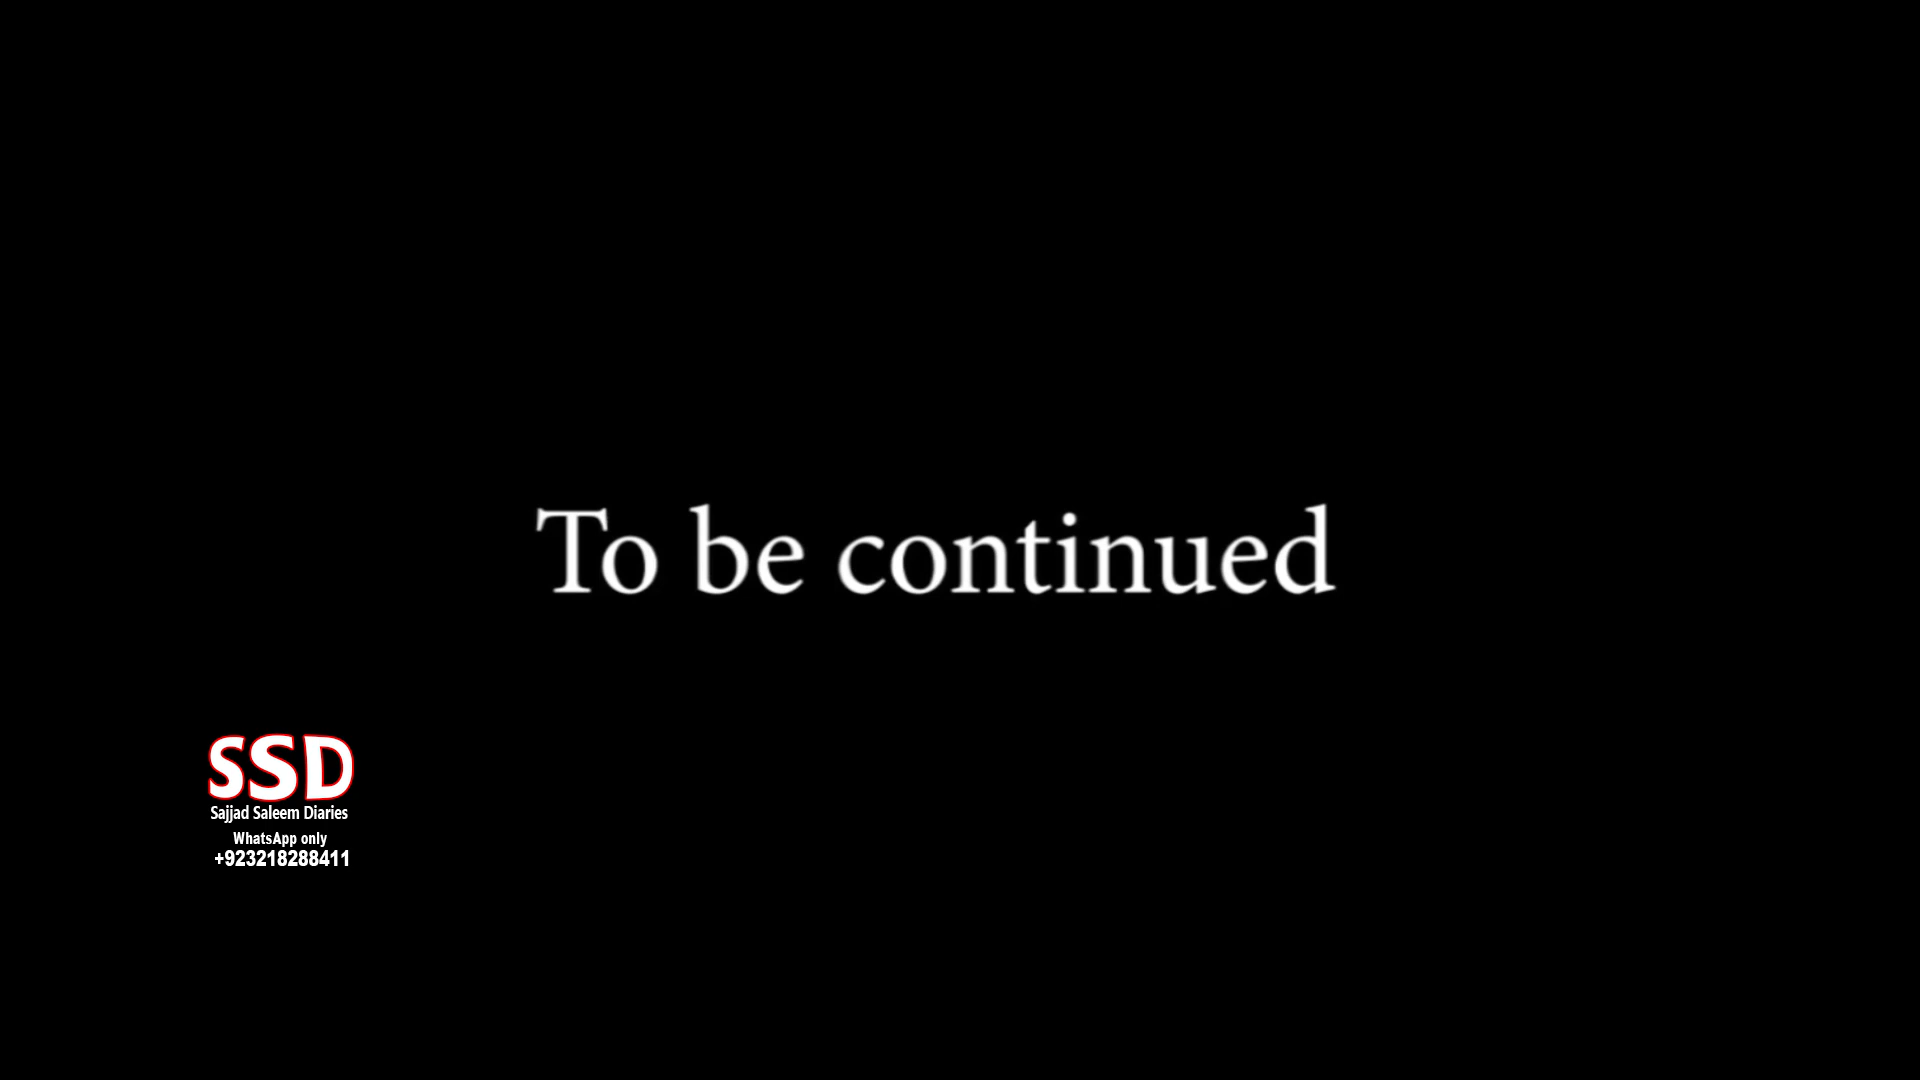 To be continued
SSD
Sajjad Saleem Diaries
WhatsApp only
+923218288411